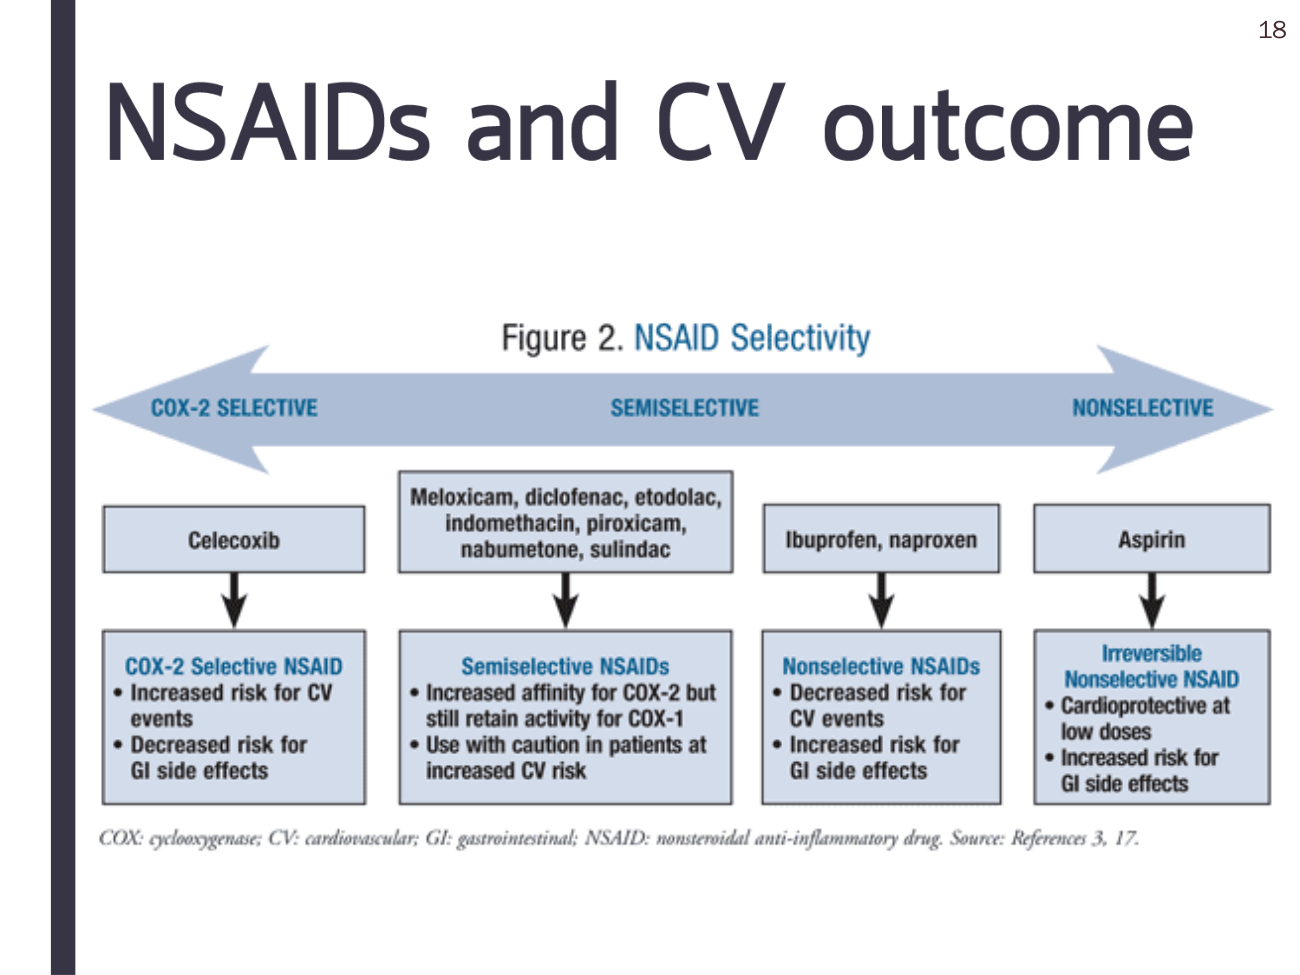 18
NSAIDs and CV outcome
Figure 2. NSAID Selectivity
COX-2 SELECTIVE
SEMISELECTIVE
NONSELECTIVE
Celecoxib
Meloxicam, diclofenac, etodolac,
indomethacin, piroxicam,
nabumetone, sulindac
Ibuprofen, naproxen
Aspirin
COX-2 Selective NSAID
• Increased risk for CV
events
• Decreased risk for
GI side effects
Semiselective NSAIDs
• Increased affinity for COX-2 but
still retain activity for COX-1
• Use with caution in patients at
increased CV risk
Nonselective NSAIDs
• Decreased risk for
CV events
• Increased risk for
GI side effects
Irreversible
Nonselective NSAID
• Cardioprotective at
low doses
• Increased risk for
GI side effects
COX: cyclooxygenase; CV: cardiovascular; GI: gastrointestinal; NSAID: nonsteroidal anti-inflammatory drug. Source: References 3, 17.